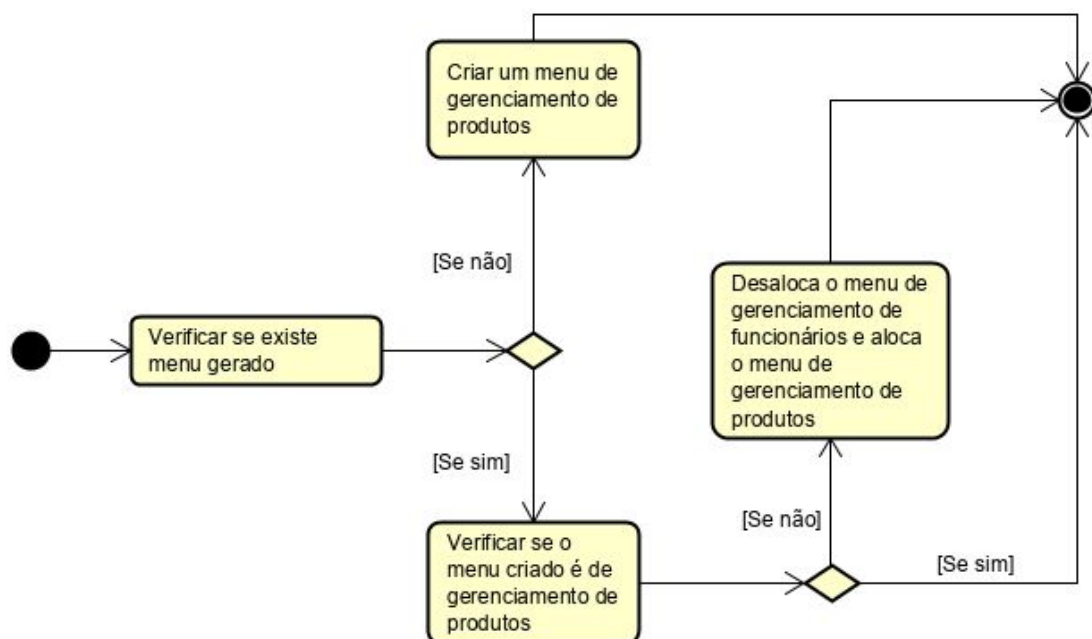 Criar um menu de
gerenciamento de
produtos
[Se não]
Verificar se existe
menu gerado
[Se sim]
Verificar se o
menu criado é de
gerenciamento de
produtos
Desaloca o menu de
gerenciamento de
funcionários e aloca
o menu de
gerenciamento de
produtos
[Se não]
[Se sim]